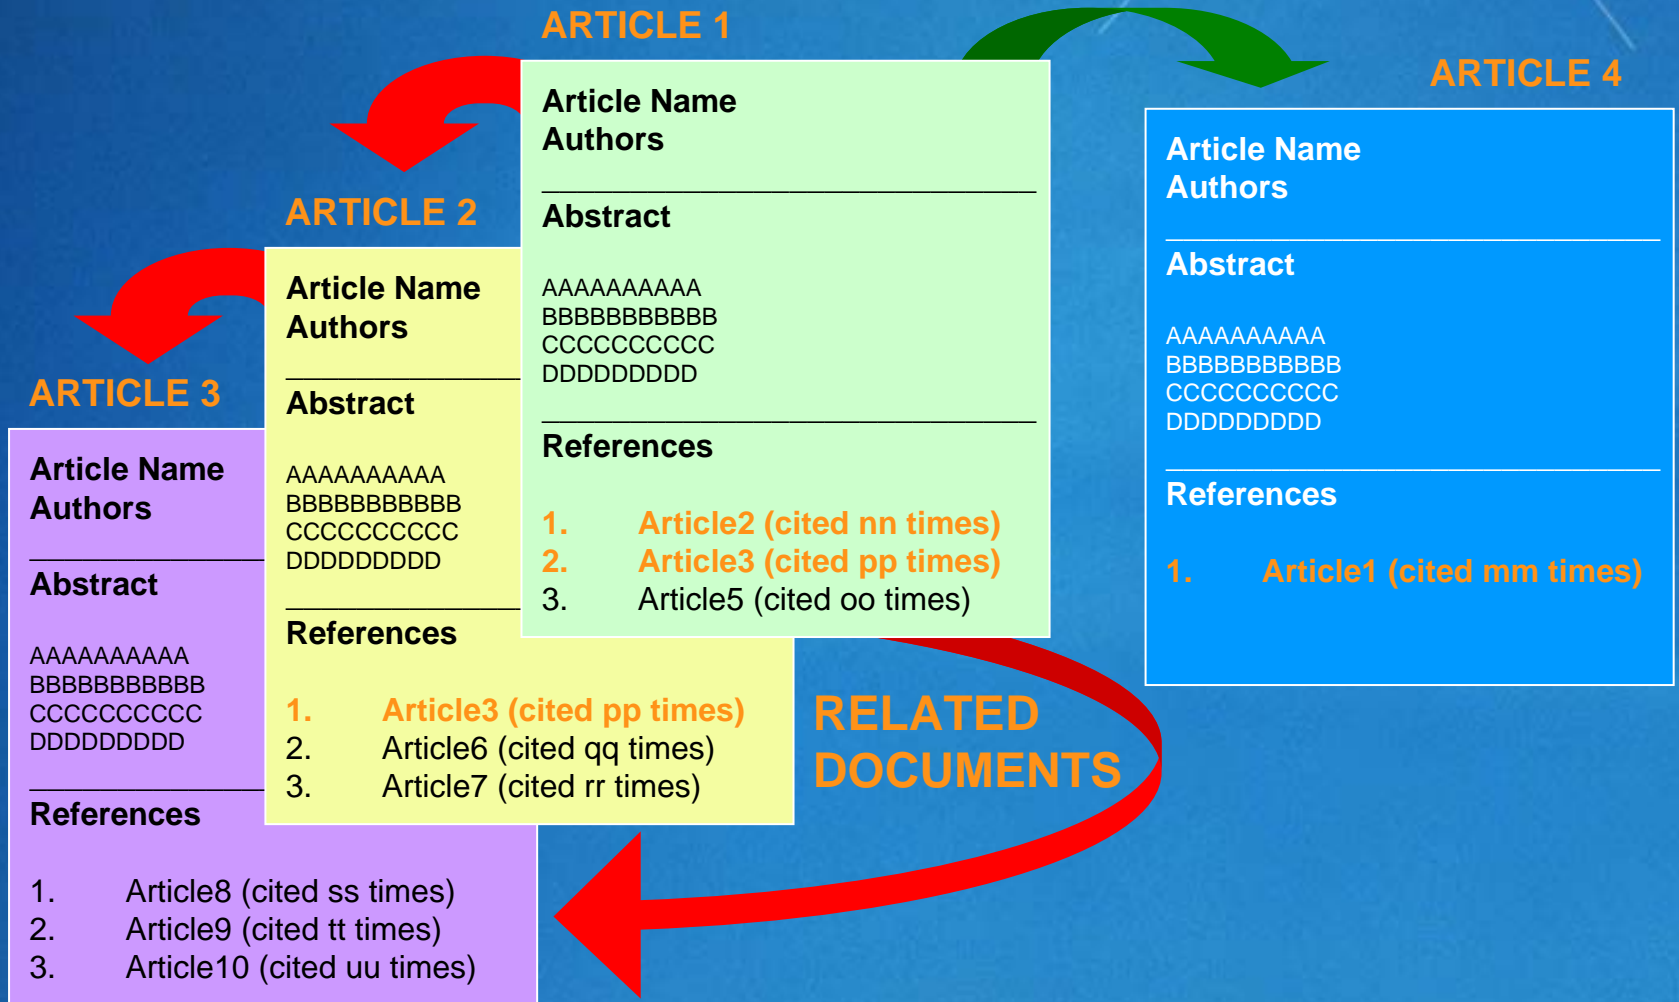 ARTICLE 1
Article Name
Authors
Abstract
AAAAAAAAAA
BBBBBBBBBBB
CCCCCCCCCC
DDDDDDDDD
References
1. Article2 (cited nn times)
2. Article3 (cited pp times)
3. Article5 (cited oo times)
ARTICLE 2
Article Name
Authors
Abstract
AAAAAAAAAA
BBBBBBBBBBB
CCCCCCCCCC
DDDDDDDDD
References
1. Article3 (cited pp times)
2. Article6 (cited qq times)
3. Article7 (cited rr times)
ARTICLE 3
Article Name
Authors
Abstract
AAAAAAAAAA
BBBBBBBBBBB
CCCCCCCCCC
DDDDDDDDD
References
1. Article8 (cited ss times)
2. Article9 (cited tt times)
3. Article10 (cited uu times)
RELATED
DOCUMENTS
ARTICLE 4
Article Name
Authors
Abstract
AAAAAAAAAA
BBBBBBBBBBB
CCCCCCCCCC
DDDDDDDDD
References
1. Article1 (cited mm times)